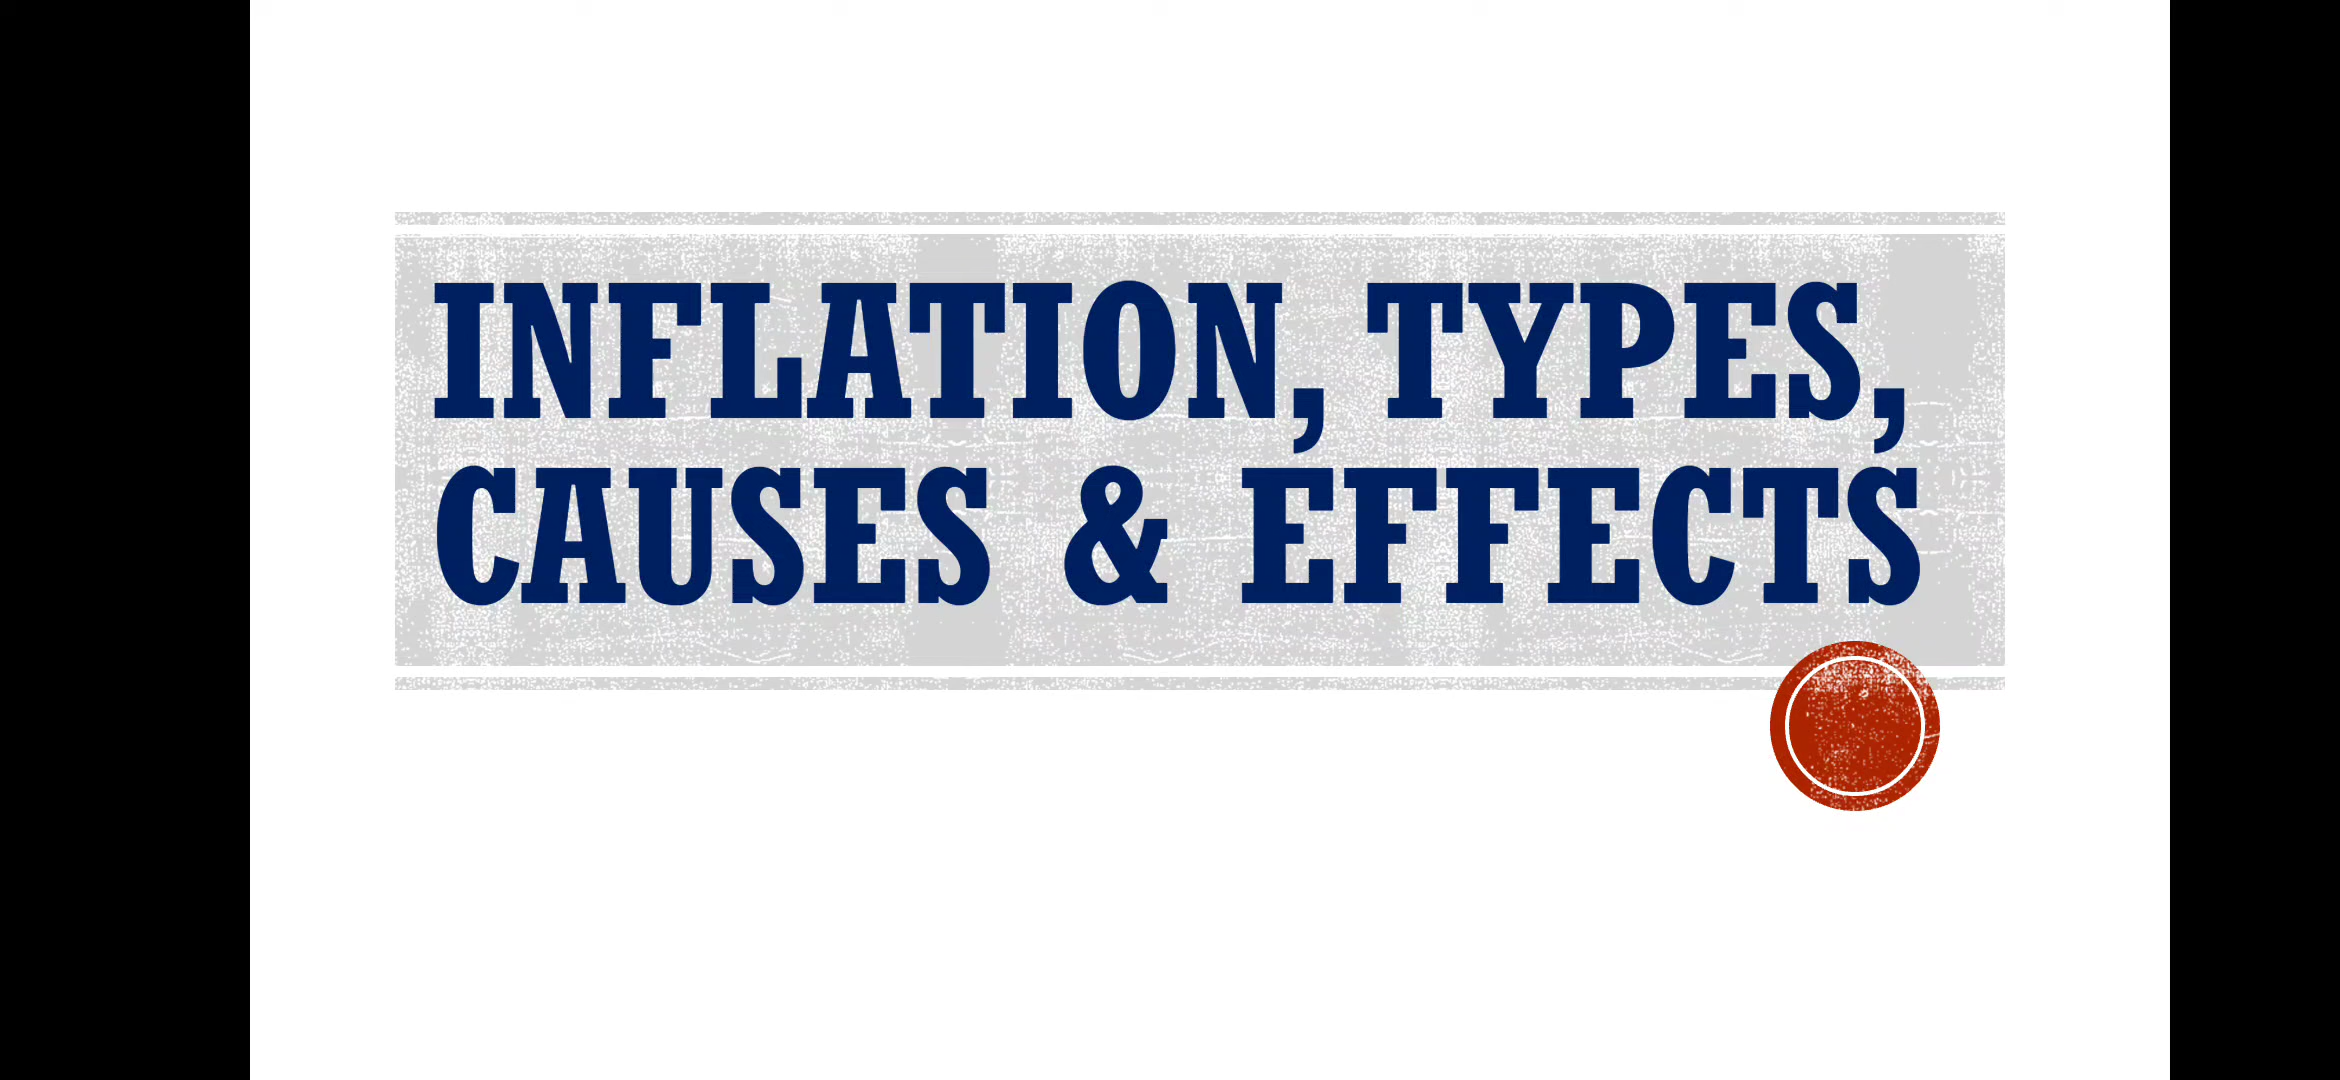 INFLATION, TYPES,
CAUSES & EFFECTS